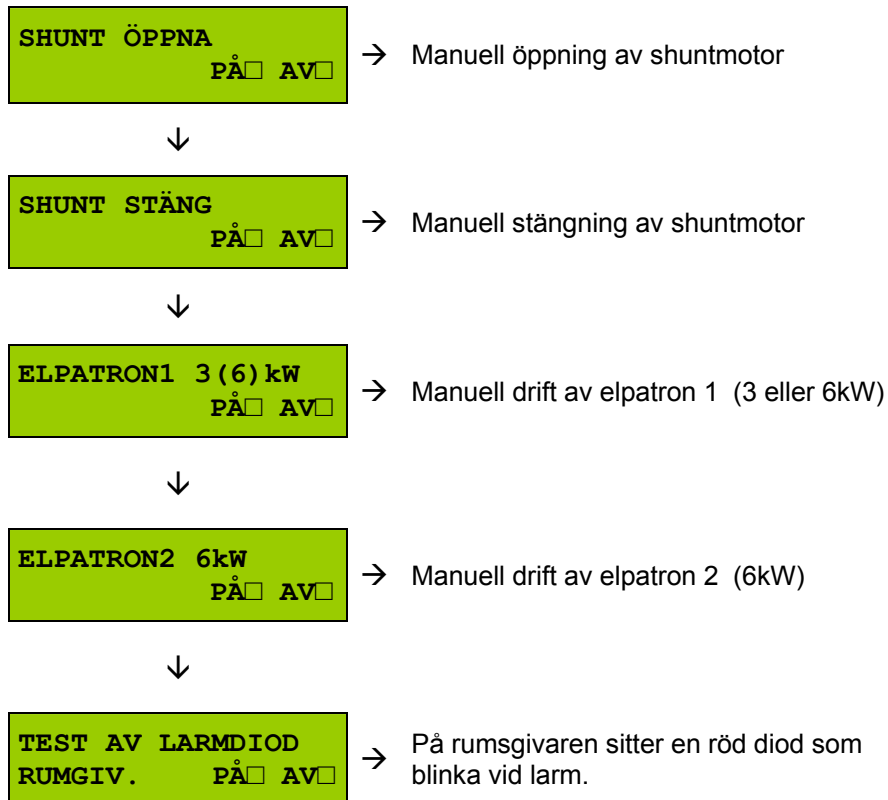 SHUNT ÖPPNA
PÅ□ AV□
→ Manuell öppning av shuntmotor
↓
SHUNT STÄNG
PÅ□ AV□
→ Manuell stängning av shuntmotor
↓
ELPATRON1 3(6)kW
PÅ□ AV□
→ Manuell drift av elpatron 1 (3 eller 6kW)
↓
ELPATRON2 6kW
PÅ□ AV□
→ Manuell drift av elpatron 2 (6kW)
↓
TEST AV LARMDIOD
RUMGIV. PÅ□ AV□
→ På rumsgivaren sitter en röd diod som
blinka vid larm.